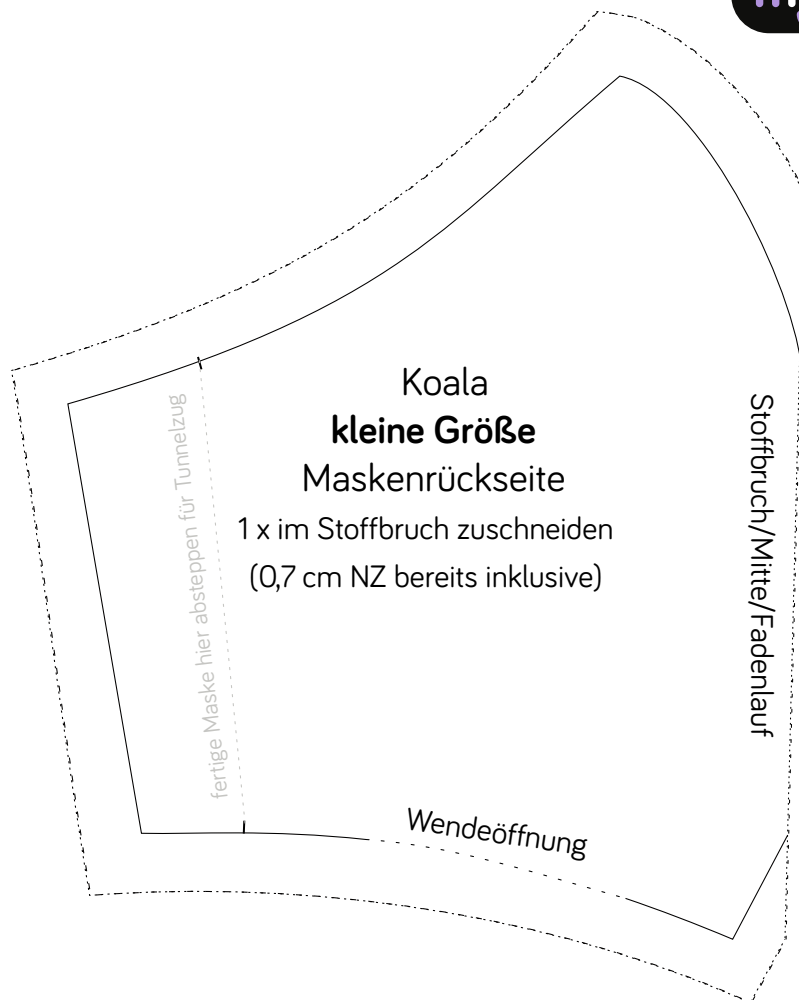 Koala
kleine Größe
Maskenrückseite
1 x im Stoffbruch zuschneiden
(0,7 cm NZ bereits inklusive)
fertige Maske hier absteppen für Tunnelzug
Stoffbruch/Mitte/Fadenlauf
Wendeöffnung